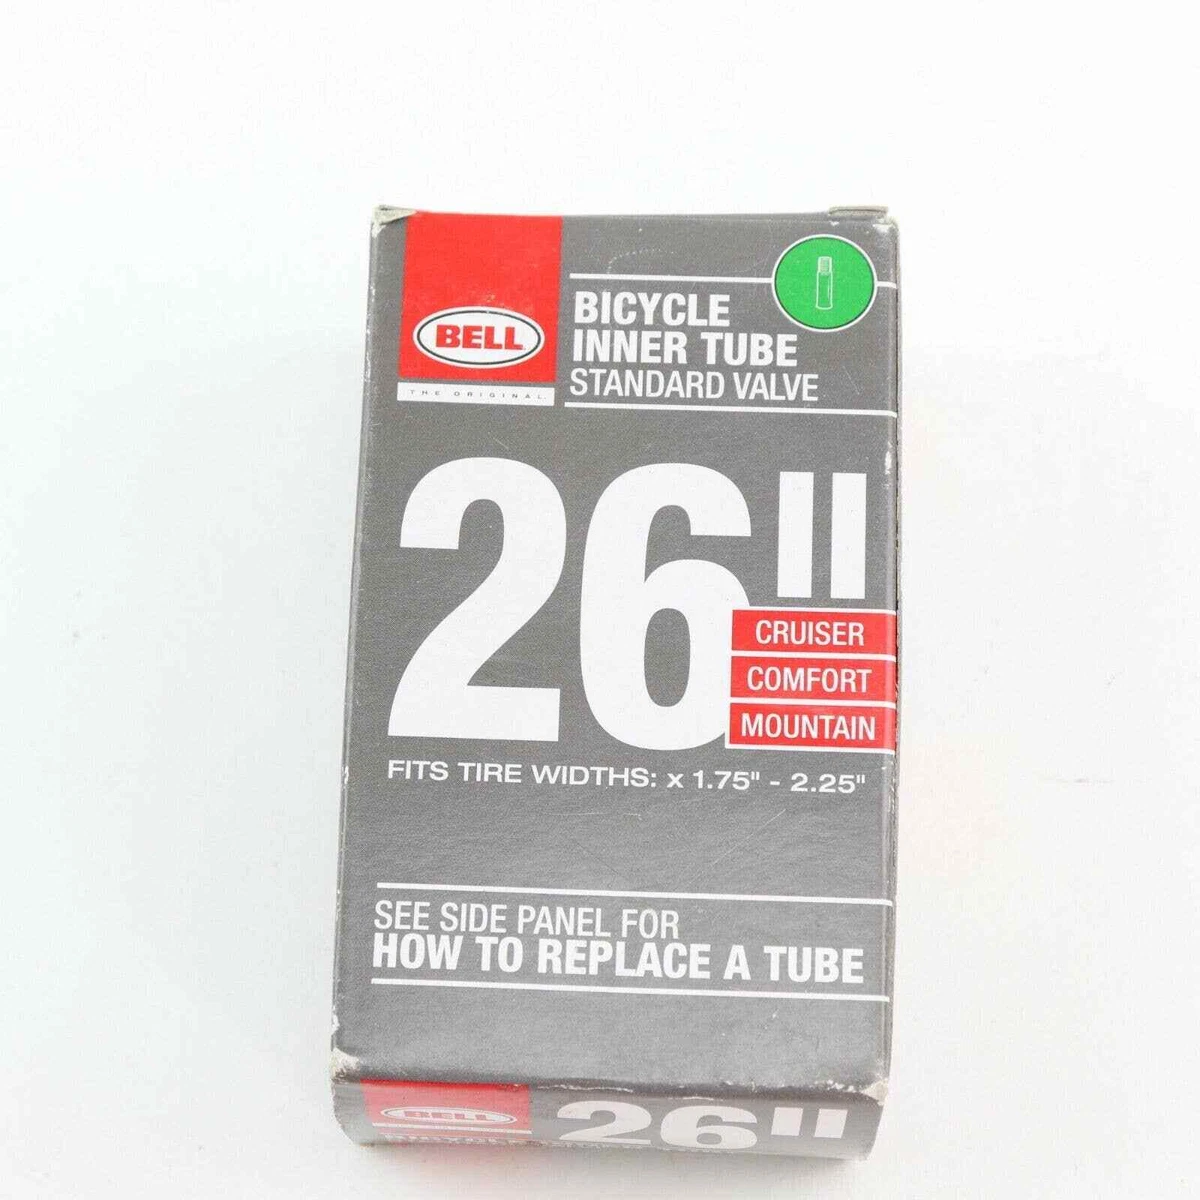 BELL
THE ORIGINAL.
BICYCLE
INNER TUBE
STANDARD VALVE
26"
CRUISER
COMFORT
MOUNTAIN
FITS TIRE WIDTHS: x 1.75" - 2.25"
SEE SIDE PANEL FOR
HOW TO REPLACE A TUBE
BELL
26"
BICYCLE